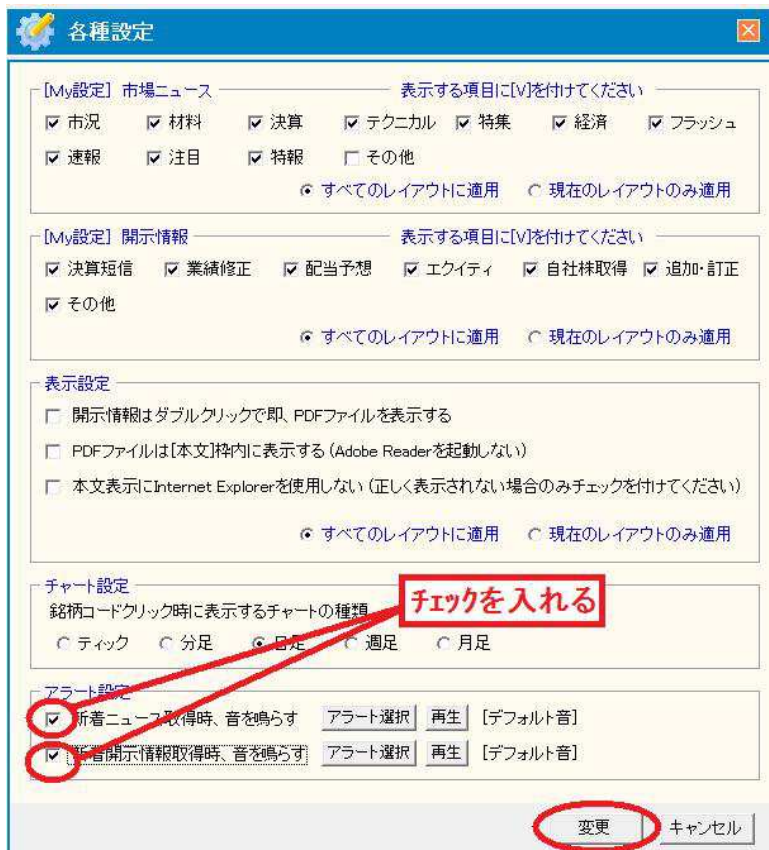 各種設定
[My設定] 市場ニュース 表示する項目に[V]を付けてください
市況 材料 決算 テクニカル 特集 経済 フラッシュ
速報 注目 特報 その他
すべてのレイアウトに適用 現在のレイアウトのみ適用
[My設定] 開示情報 表示する項目に[V]を付けてください
決算短信 業績修正 配当予想 エクイティ 自社株取得 追加・訂正
その他
すべてのレイアウトに適用 現在のレイアウトのみ適用
表示設定
開示情報はダブルクリックで即、PDFファイルを表示する
PDFファイルは[本文]枠内に表示する(Adobe Readerを起動しない)
本文表示にInternet Explorerを使用しない(正しく表示されない場合のみチェックを付けてください)
すべてのレイアウトに適用 現在のレイアウトのみ適用
チャート設定
銘柄コードクリック時に表示するチャートの種類
チェックを入れる
ティック 分足 日足 週足 月足
アラート設定
新着ニュース取得時、音を鳴らす アラート選択 再生 [デフォルト音]
新着開示情報取得時、音を鳴らす アラート選択 再生 [デフォルト音]
変更 キャンセル